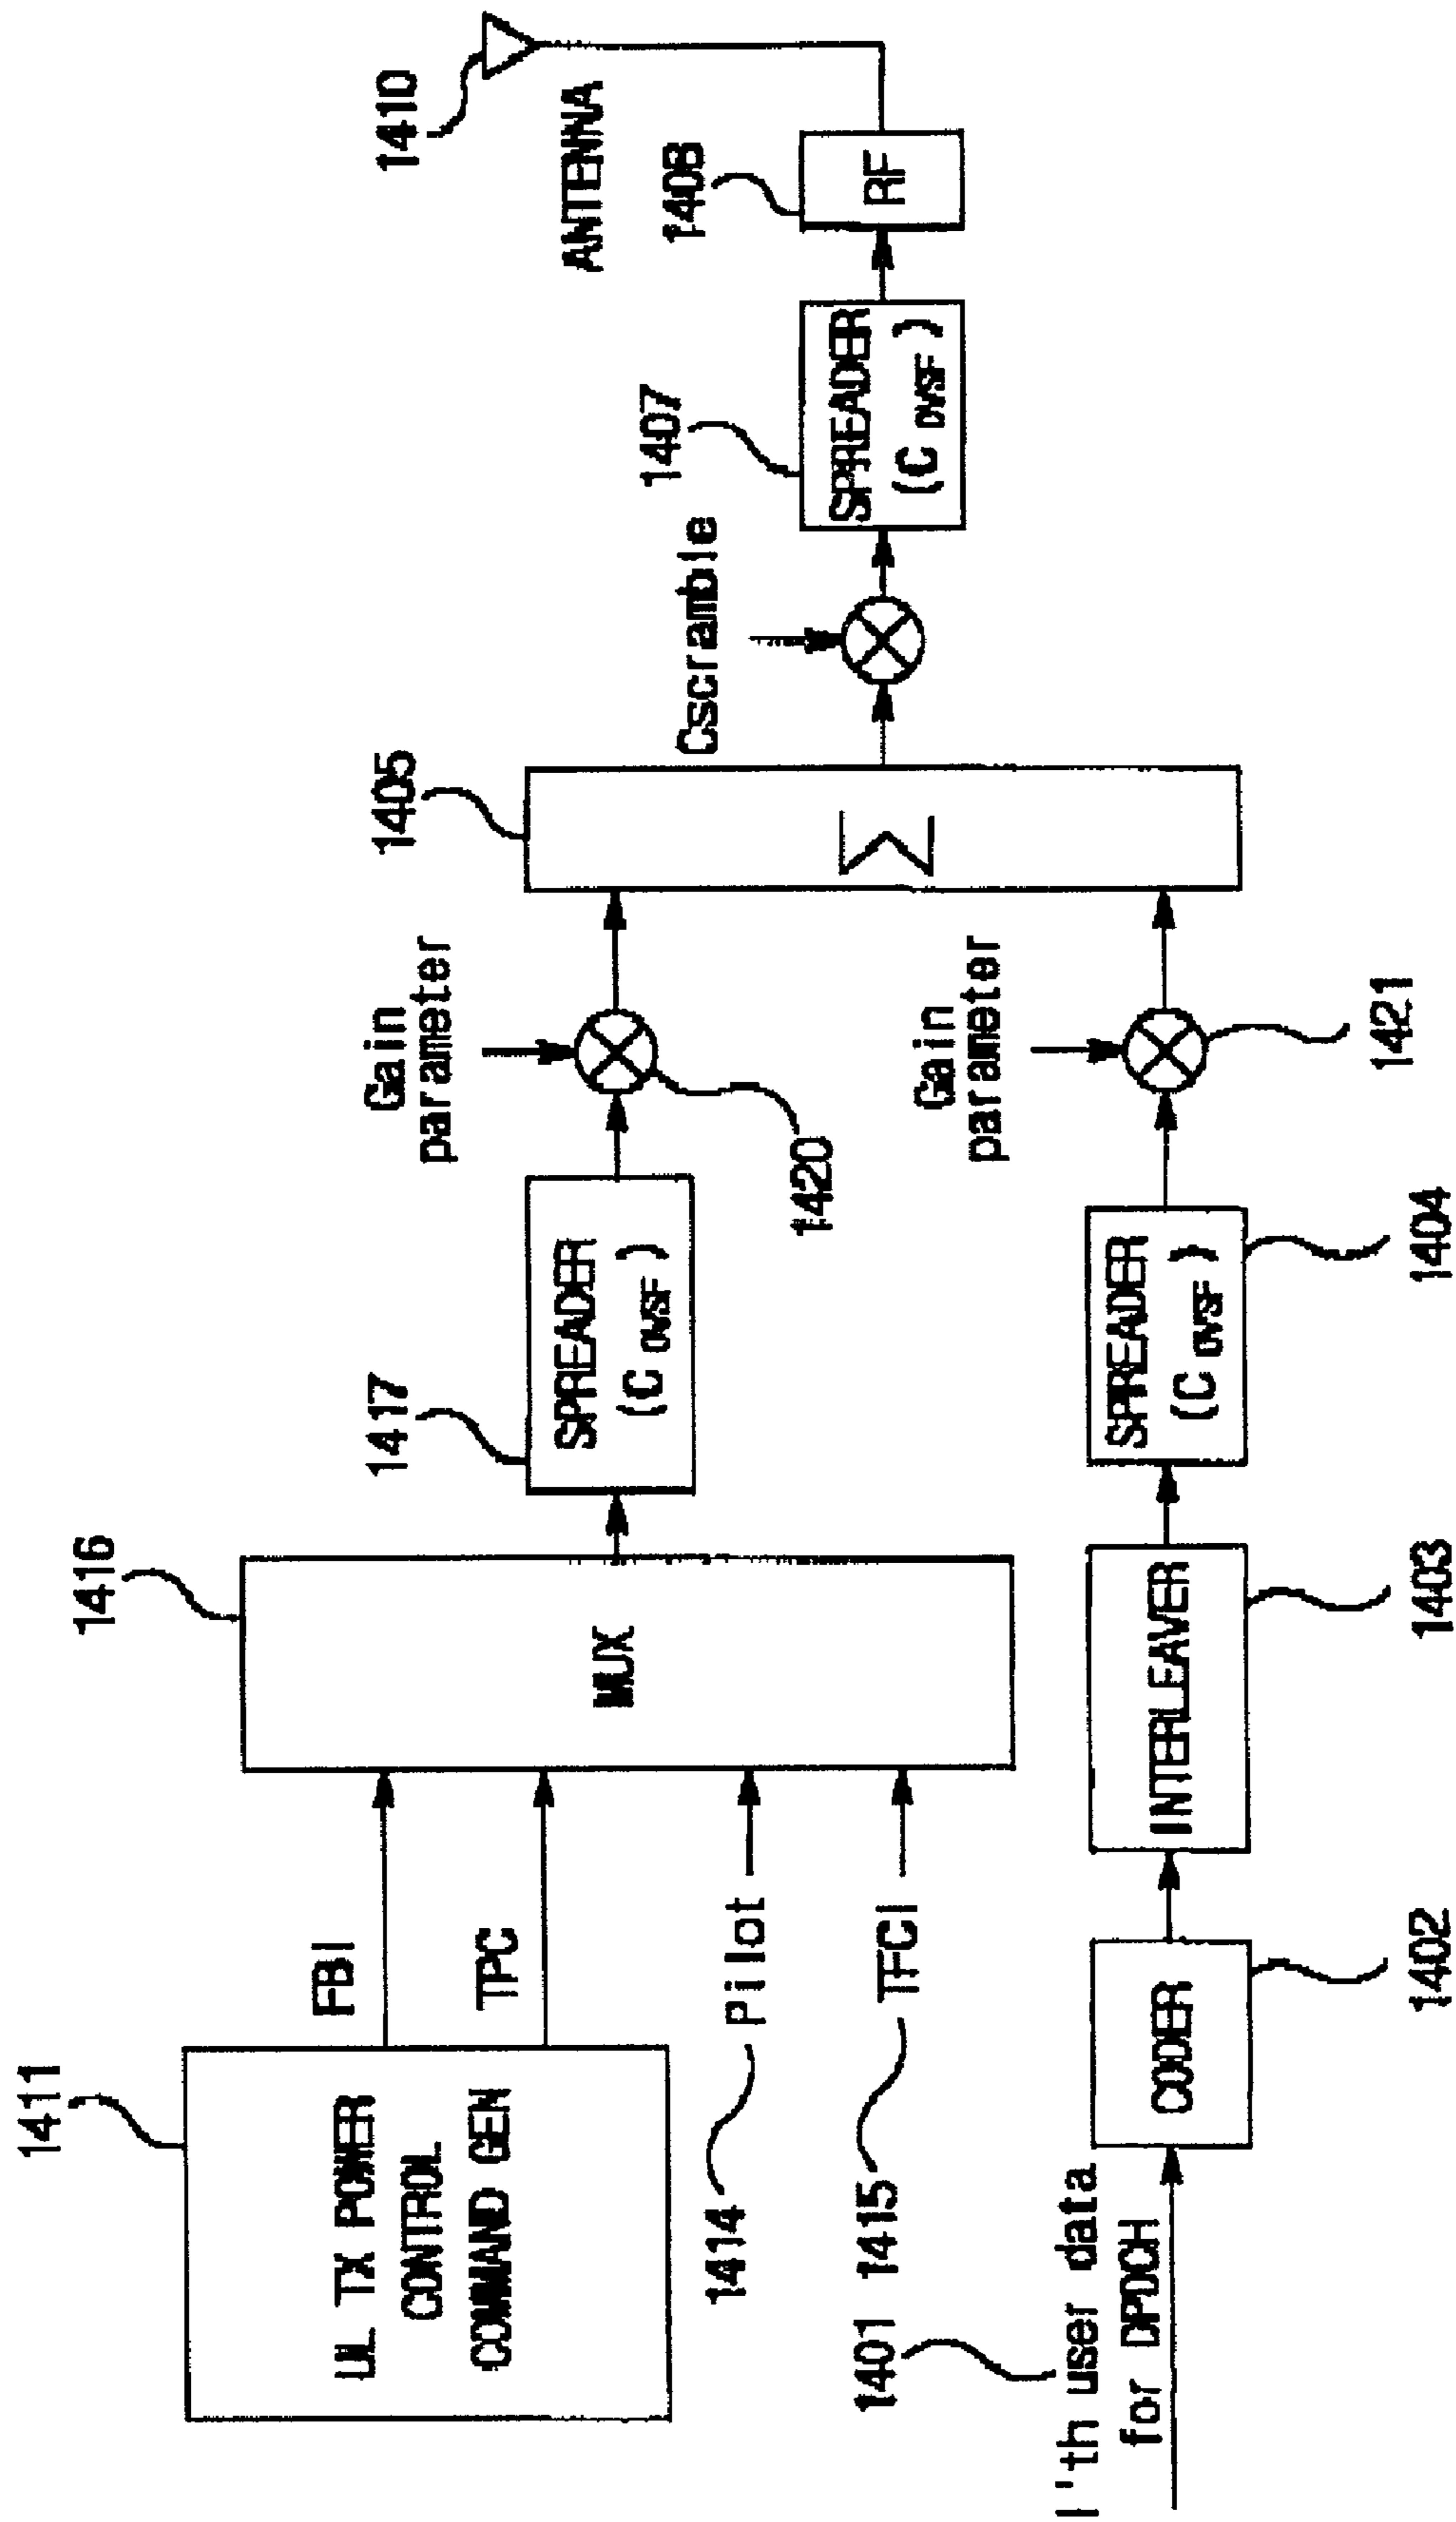 1411
UL TX POWER
CONTROL
COMMAND GEN
FBI
TPC
1414
Pilot
1415
TFCI
1416
MUX
1417
SPREADER
(C OVSF )
Gain
parameter
1420
1401
I'th user data
for DPDCH
CODER
1402
INTERLEAVER
1403
SPREADER
(C OVSF )
1404
Gain
parameter
1421
1405
Σ
Cscramble
1407
SPREADER
(C OVSF )
1408
RF
ANTENNA
1410